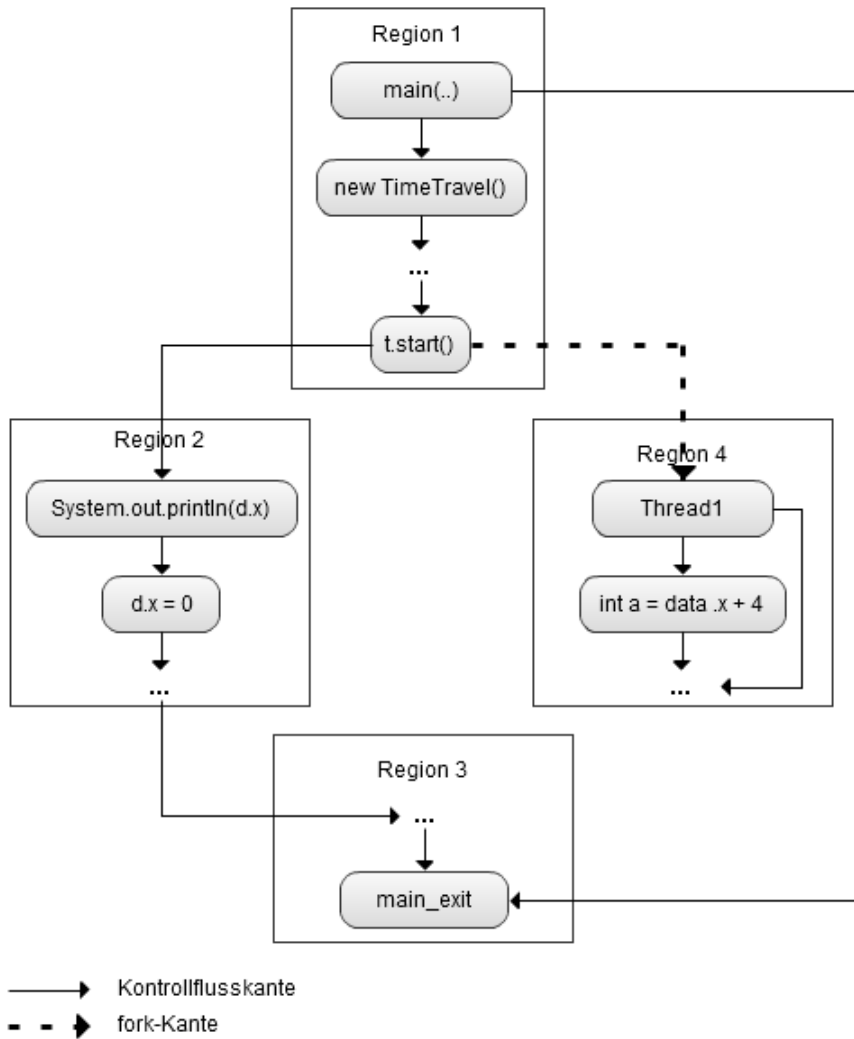 Region 1
main(..)
new TimeTravel()
...
t.start()
Region 2
System.out.println(d.x)
d.x = 0
...
Region 4
Thread1
int a = data .x + 4
...
Region 3
...
main_exit
Kontrollflusskante
fork-Kante